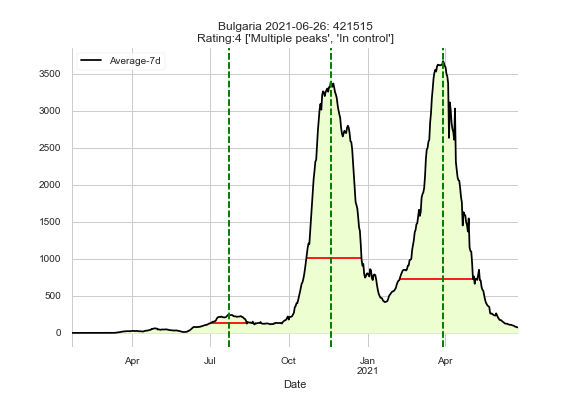 Bulgaria 2021-06-26: 421515
Rating:4 ['Multiple peaks', 'In control']
Average-7d
3500
3000
2500
2000
1500
1000
500
0
Apr
Jul
Oct
Jan
2021
Apr
Date